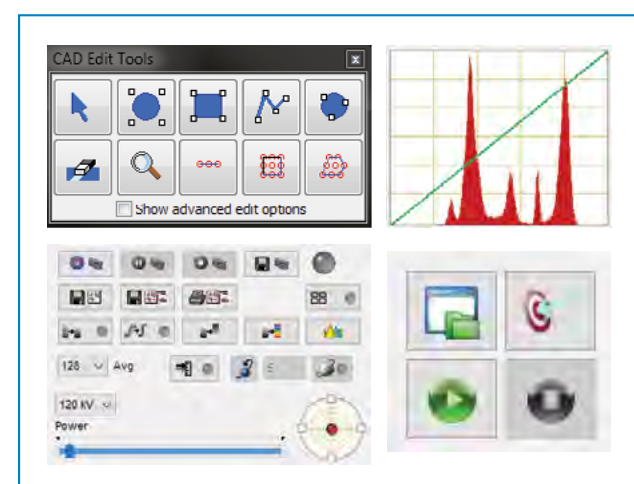 CAD Edit Tools
Show advanced edit options
128 Avg
120 kV
Power